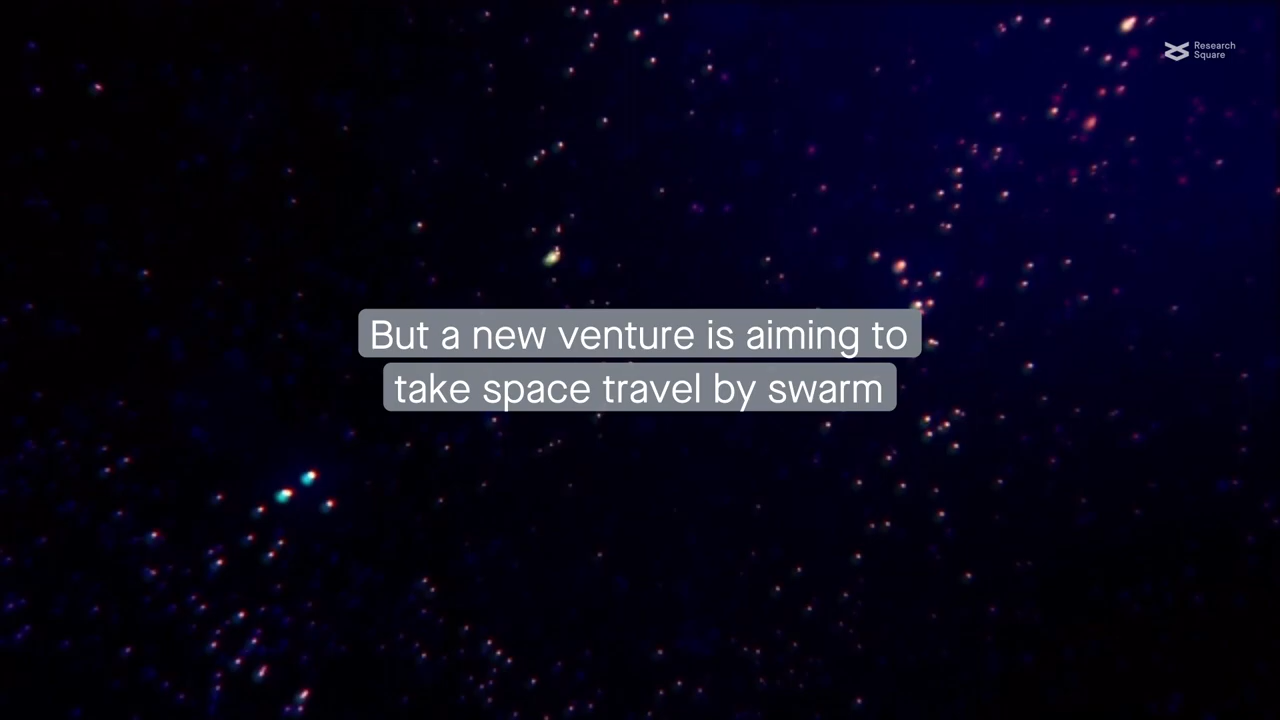 Research
Square
But a new venture is aiming to
take space travel by swarm